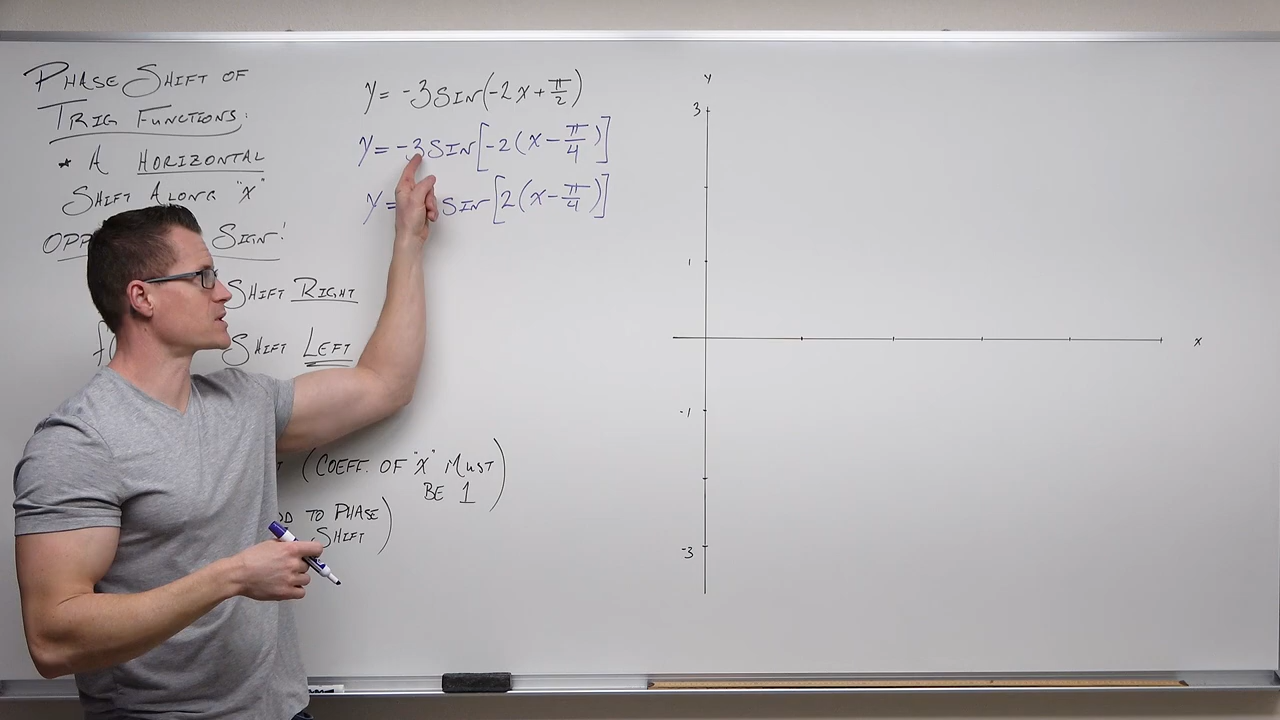 PHASE SHIFT OF
TRIG FUNCTIONS:
* A HORIZONTAL
SHIFT ALONG "X"
SIGN!
SHIFT RIGHT
SHIFT LEFT
(COEFF. OF "X" MUST
BE 1)
TO PHASE
SHIFT)
y = -3 SIN(-2x + π/2)
y = -3 SIN[-2(x - π/4)]
y = SIN[2(x - π/4)]
y
3
1
x
-1
-3